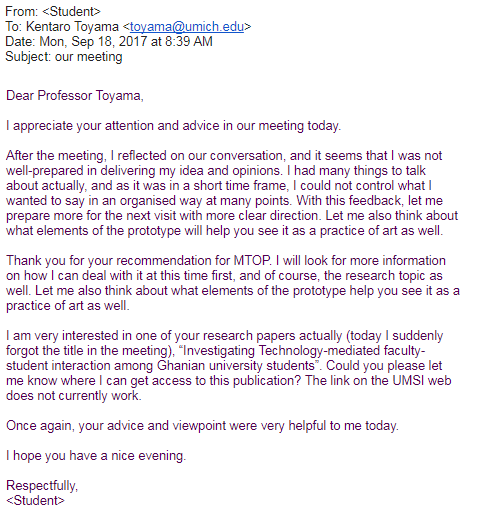 From: <Student>
To: Kentaro Toyama <toyama@umich.edu>
Date: Mon, Sep 18, 2017 at 8:39 AM
Subject: our meeting
Dear Professor Toyama,
I appreciate your attention and advice in our meeting today.
After the meeting, I reflected on our conversation, and it seems that I was not
well-prepared in delivering my idea and opinions. I had many things to talk
about actually, and as it was in a short time frame, I could not control what I
wanted to say in an organised way at many points. With this feedback, let me
prepare more for the next visit with more clear direction. Let me also think about
what elements of the prototype will help you see it as a practice of art as well.
Thank you for your recommendation for MTOP. I will look for more information
on how I can deal with it at this time first, and of course, the research topic as
well. Let me also think about what elements of the prototype help you see it as a
practice of art as well.
I am very interested in one of your research papers actually (today I suddenly
forgot the title in the meeting), “Investigating Technology-mediated faculty-
student interaction among Ghanian university students”. Could you please let
me know where I can get access to this publication? The link on the UMSI web
does not currently work.
Once again, your advice and viewpoint were very helpful to me today.
I hope you have a nice evening.
Respectfully,
<Student>